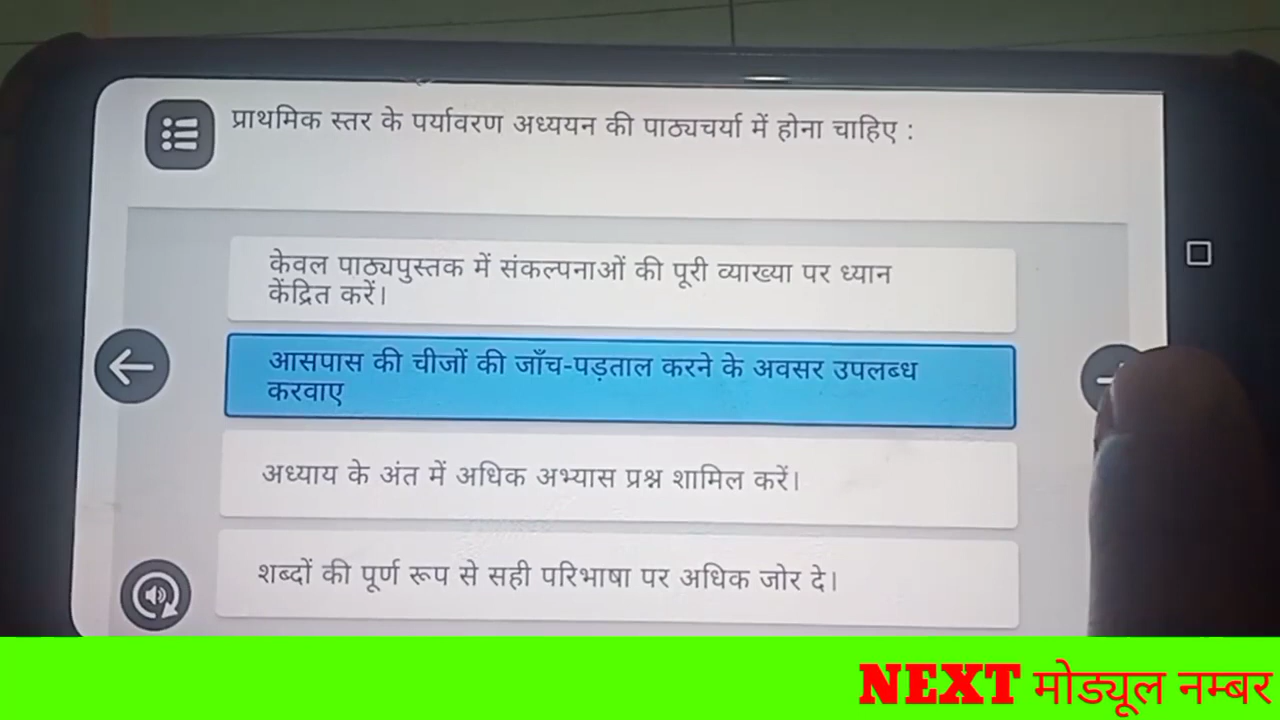 प्राथमिक स्तर के पर्यावरण अध्ययन की पाठ्यचर्या में होना चाहिए :
केवल पाठ्यपुस्तक में संकल्पनाओं की पूरी व्याख्या पर ध्यान
केंद्रित करें।
आसपास की चीजों की जाँच-पड़ताल करने के अवसर उपलब्ध
करवाए
अध्याय के अंत में अधिक अभ्यास प्रश्न शामिल करें।
शब्दों की पूर्ण रूप से सही परिभाषा पर अधिक जोर दे।
NEXT मोड्यूल नम्बर